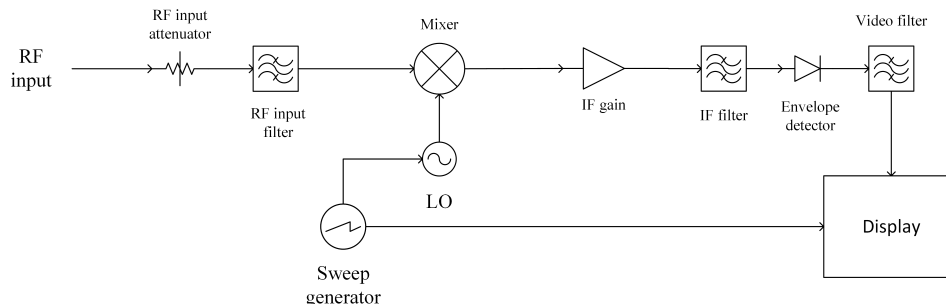 RF input
attenuator
RF
input
RF input
filter
Mixer
LO
Sweep
generator
IF gain
IF filter
Envelope
detector
Video filter
Display